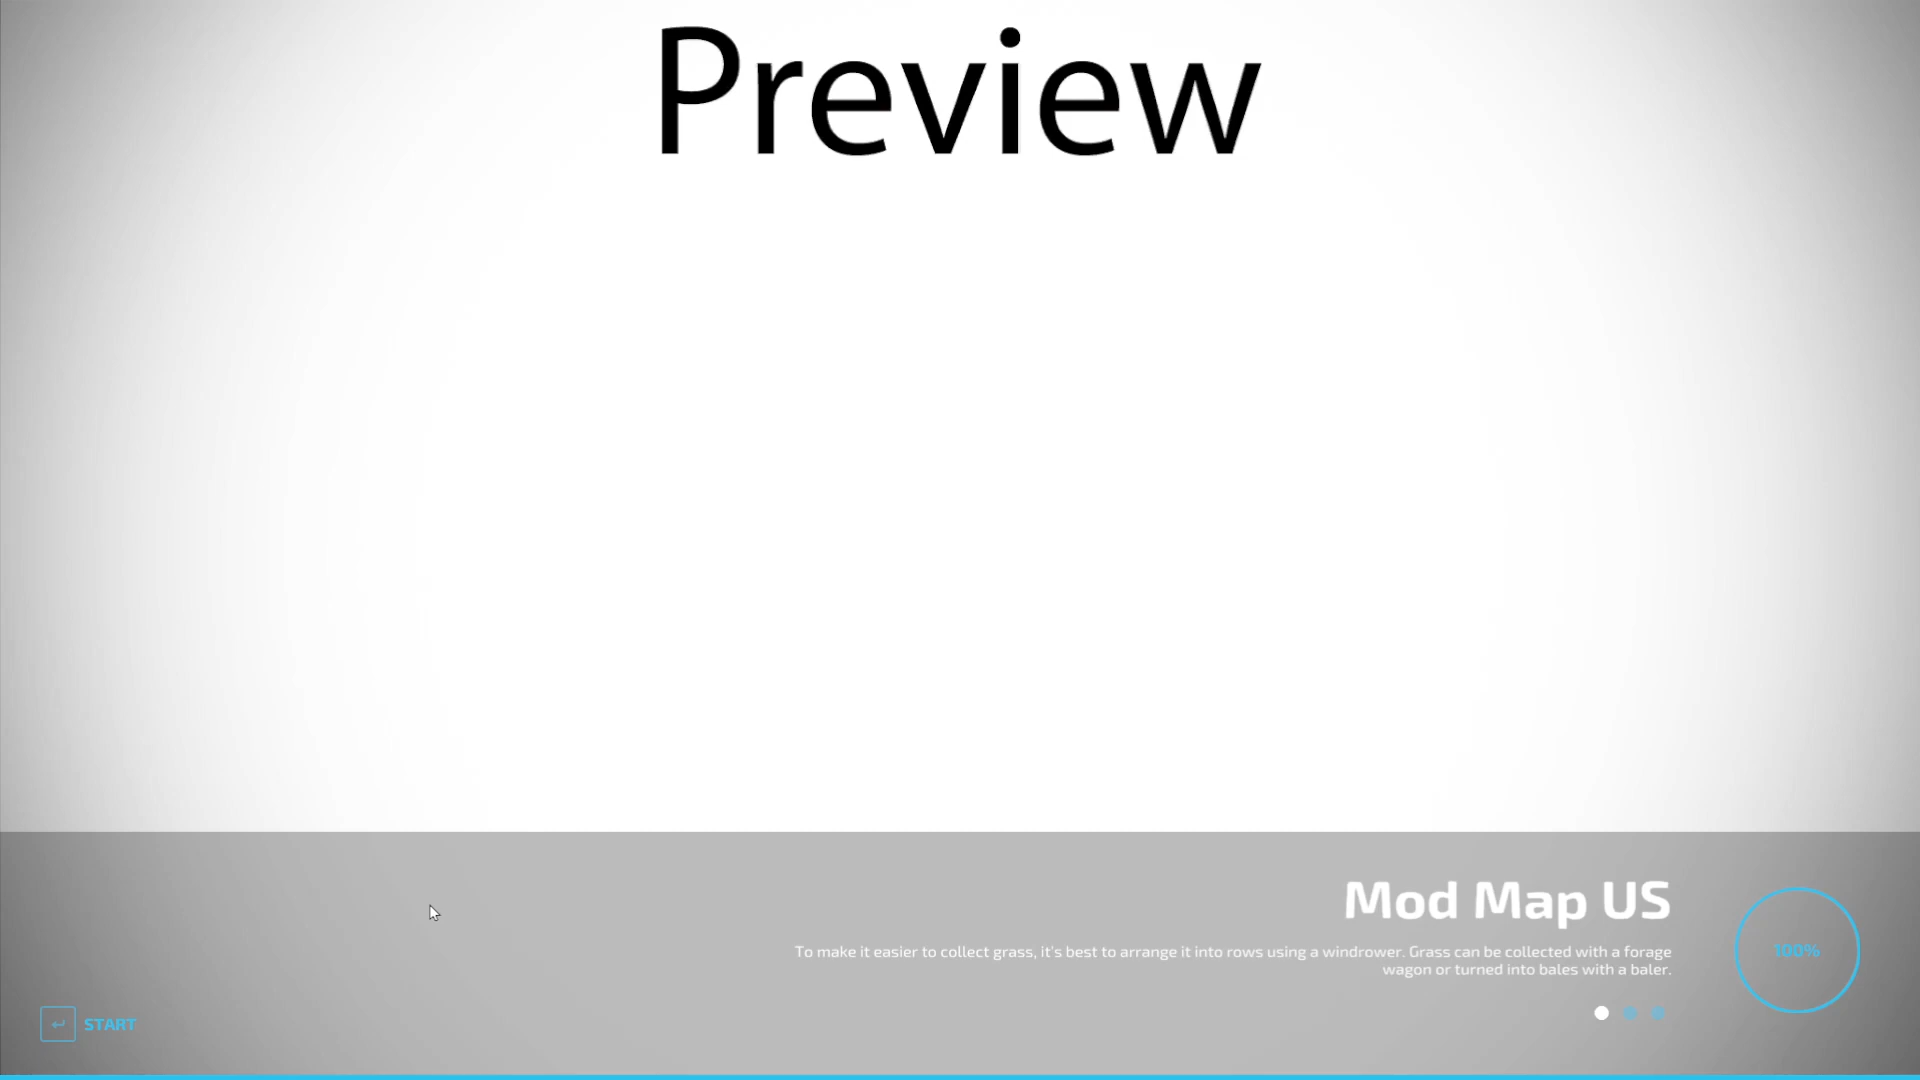 Preview
Mod Map US
To make it easier to collect grass, it's best to arrange it into rows using a windrower. Grass can be collected with a forage
wagon or turned into bales with a baler.
100%
START